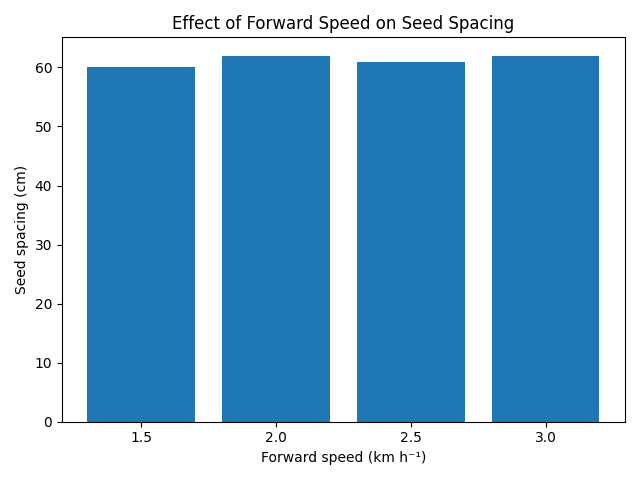 Effect of Forward Speed on Seed Spacing
Seed spacing (cm)
60
50
40
30
20
10
0
1.5 2.0 2.5 3.0
Forward speed (km h⁻¹)